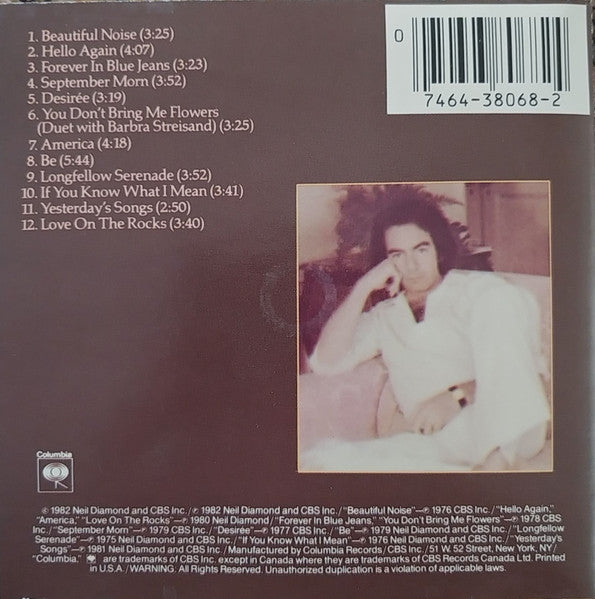 1. Beautiful Noise (3:25)
2. Hello Again (4:07)
3. Forever In Blue Jeans (3:23)
4. September Morn (3:52)
5. Desirée (3:19)
6. You Don't Bring Me Flowers
(Duet with Barbra Streisand) (3:25)
7. America (4:18)
8. Be (5:44)
9. Longfellow Serenade (3:52)
10. If You Know What I Mean (3:41)
11. Yesterday's Songs (2:50)
12. Love On The Rocks (3:40)
0
7464-38068-2
Columbia
© 1982 Neil Diamond and CBS Inc./ ℗ 1982 Neil Diamond and CBS Inc./ "Beautiful Noise"—℗ 1976 CBS Inc./ "Hello Again,"
"America," "Love On The Rocks"—℗ 1980 Neil Diamond/ "Forever In Blue Jeans," "You Don't Bring Me Flowers"—℗ 1978 CBS
Inc./ "September Morn"—℗ 1979 CBS Inc./ "Desirée"—℗ 1977 CBS Inc./ "Be"—℗ 1979 Neil Diamond and CBS Inc./ "Longfellow
Serenade"—℗ 1975 Neil Diamond and CBS Inc./ "If You Know What I Mean"—℗ 1976 Neil Diamond and CBS Inc./ "Yesterday's
Songs"—℗ 1981 Neil Diamond and CBS Inc./ Manufactured by Columbia Records/ CBS Inc./ 51 W. 52 Street, New York, NY/
"Columbia," are trademarks of CBS Inc. except in Canada where they are trademarks of CBS Records Canada Ltd. Printed
in U.S.A./ WARNING: All Rights Reserved. Unauthorized duplication is a violation of applicable laws.